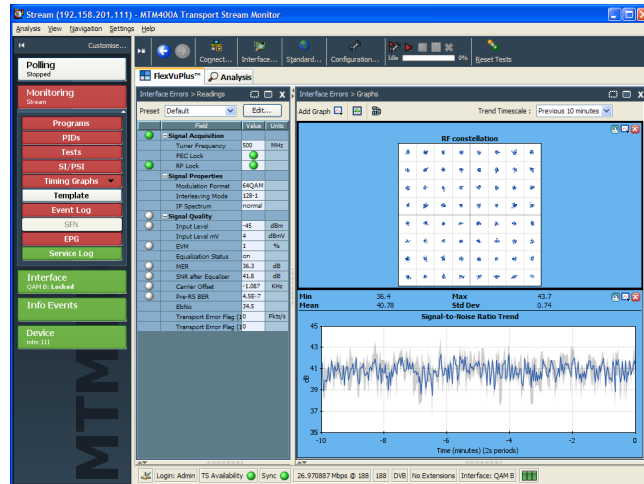 Stream (192.158.201.111) - MTM400A Transport Stream Monitor
Analysis View Navigation Settings Help
Customise...
Polling
Stopped
Monitoring
Stream
Programs
PIDs
Tests
SI/PSI
Timing Graphs
Template
Event Log
SFN
EPG
Service Log
Interface
QAM B: Locked
Info Events
Device
mtm 111
MTM
Connect... Interface... Standard... Configuration... Idle 0% Reset Tests
FlexVuPlus™ Analysis
Interface Errors > Readings
Preset Default Edit...
Field Value Units
Signal Acquisition
Tuner Frequency 500 MHz
FEC Lock
RF Lock
Signal Properties
Modulation Format 64QAM
Interleaving Mode 128-1
IF Spectrum normal
Signal Quality
Input Level -45 dBm
Input Level mV 4 dBmV
EVM 1 %
Equalization Status on
MER 36.3 dB
SNR after Equalizer 41.8 dB
Carrier Offset -1.087 KHz
Pre-RS BER 4.5E-7
EbNo 34.5
Transport Error Flag (1 0 Pkts/s
Transport Error Flag (1 0
Interface Errors > Graphs
Add Graph Trend Timescale : Previous 10 minutes
RF constellation
Min 36.4 Max 43.7
Mean 40.78 Std Dev 0.74
Signal-to-Noise Ratio Trend
dB
45
43
41
39
37
35
-10 -8 -6 -4 -2 0
Time (minutes) (2s periods)
Login: Admin TS Availability Sync 26.970887 Mbps @ 188 188 DVB No Extensions Interface: QAM B